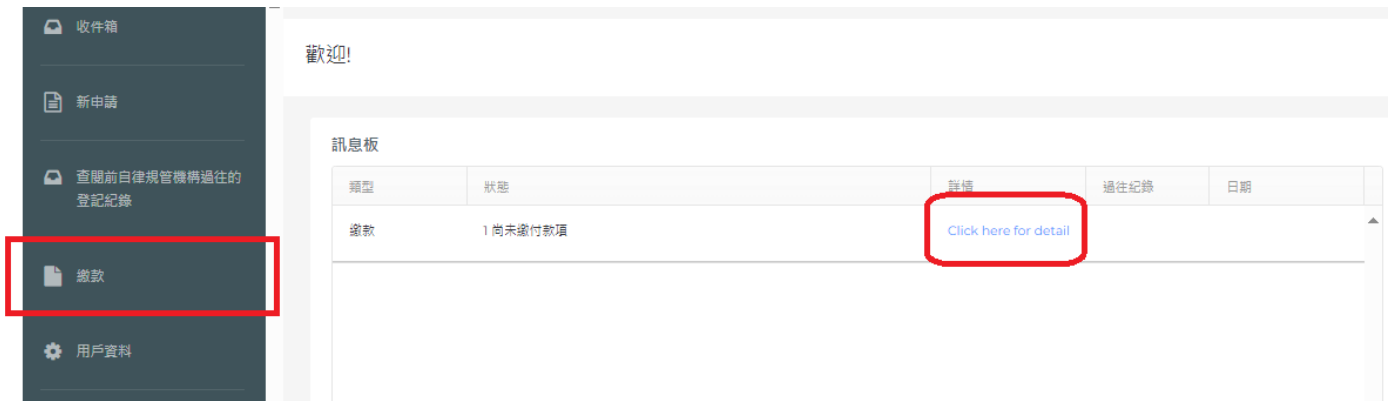 收件箱
新申請
查閱前自律規管機構過往的
登記紀錄
繳款
用戶資料
歡迎!
訊息板
類型 狀態 詳情 過往紀錄 日期
繳款 1 尚未繳付款項 Click here for detail